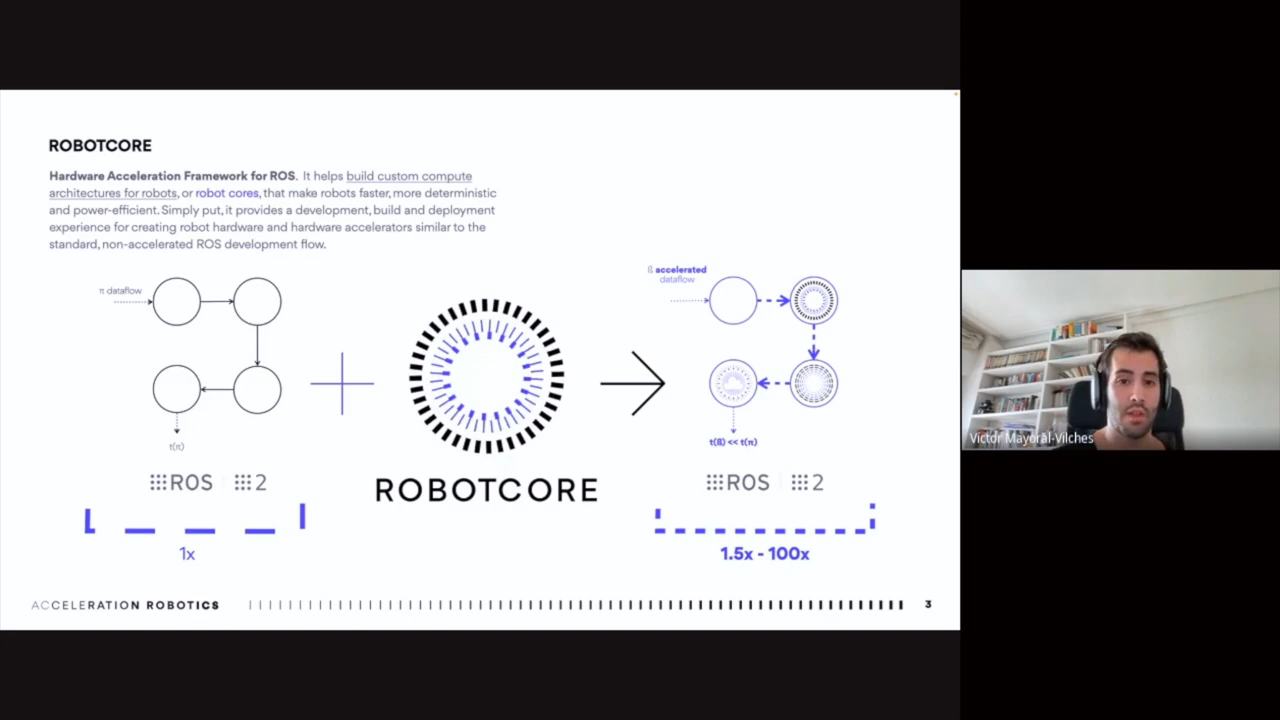 ROBOTCORE
Hardware Acceleration Framework for ROS. It helps build custom compute
architectures for robots, or robot cores, that make robots faster, more deterministic
and power-efficient. Simply put, it provides a development, build and deployment
experience for creating robot hardware and hardware accelerators similar to the
standard, non-accelerated ROS development flow.
π dataflow
t(π)
ROS 2
1x
ROBOTCORE
ß accelerated
dataflow
t(ß) << t(π)
ROS 2
1.5x - 100x
ACCELERATION ROBOTICS
3
Victor Mayoral-Vilches